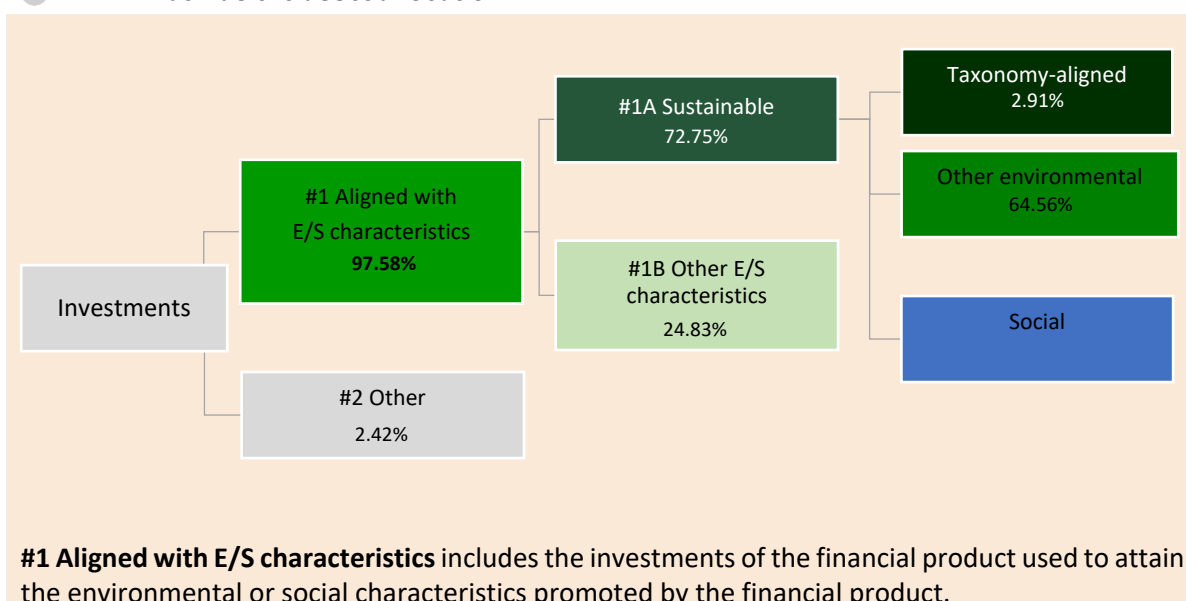 Investments
#1 Aligned with
E/S characteristics
97.58%
#2 Other
2.42%
#1A Sustainable
72.75%
#1B Other E/S
characteristics
24.83%
Taxonomy-aligned
2.91%
Other environmental
64.56%
Social
#1 Aligned with E/S characteristics includes the investments of the financial product used to attain
the environmental or social characteristics promoted by the financial product.